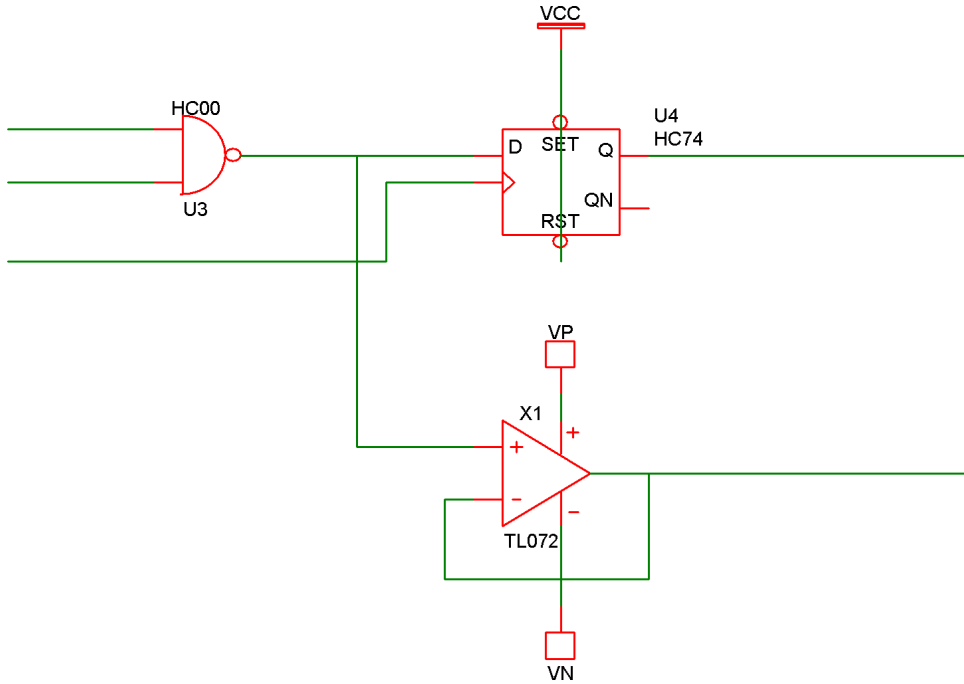 VCC
HC00
U3
U4
HC74
D
SET
Q
QN
RST
VP
X1
+
+
-
-
TL072
VN